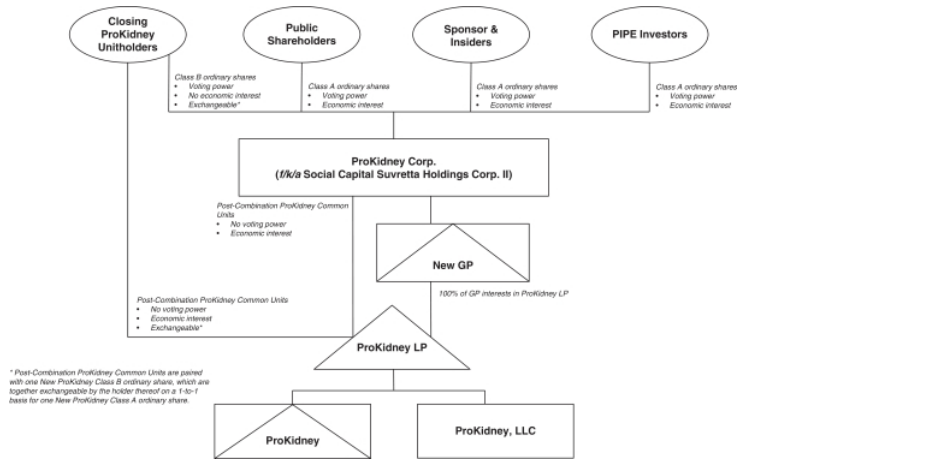 Closing
ProKidney
Unitholders
Public
Shareholders
Sponsor &
Insiders
PIPE Investors
Class B ordinary shares
• Voting power
• No economic interest
• Exchangeable*
Class A ordinary shares
• Voting power
• Economic interest
Class A ordinary shares
• Voting power
• Economic interest
Class A ordinary shares
• Voting power
• Economic interest
ProKidney Corp.
(f/k/a Social Capital Suvretta Holdings Corp. II)
Post-Combination ProKidney Common
Units
• No voting power
• Economic interest
New GP
100% of GP interests in ProKidney LP
Post-Combination ProKidney Common Units
• No voting power
• Economic interest
• Exchangeable*
ProKidney LP
* Post-Combination ProKidney Common Units are paired
with one New ProKidney Class B ordinary share, which are
together exchangeable by the holder thereof on a 1-to-1
basis for one New ProKidney Class A ordinary share.
ProKidney
ProKidney, LLC